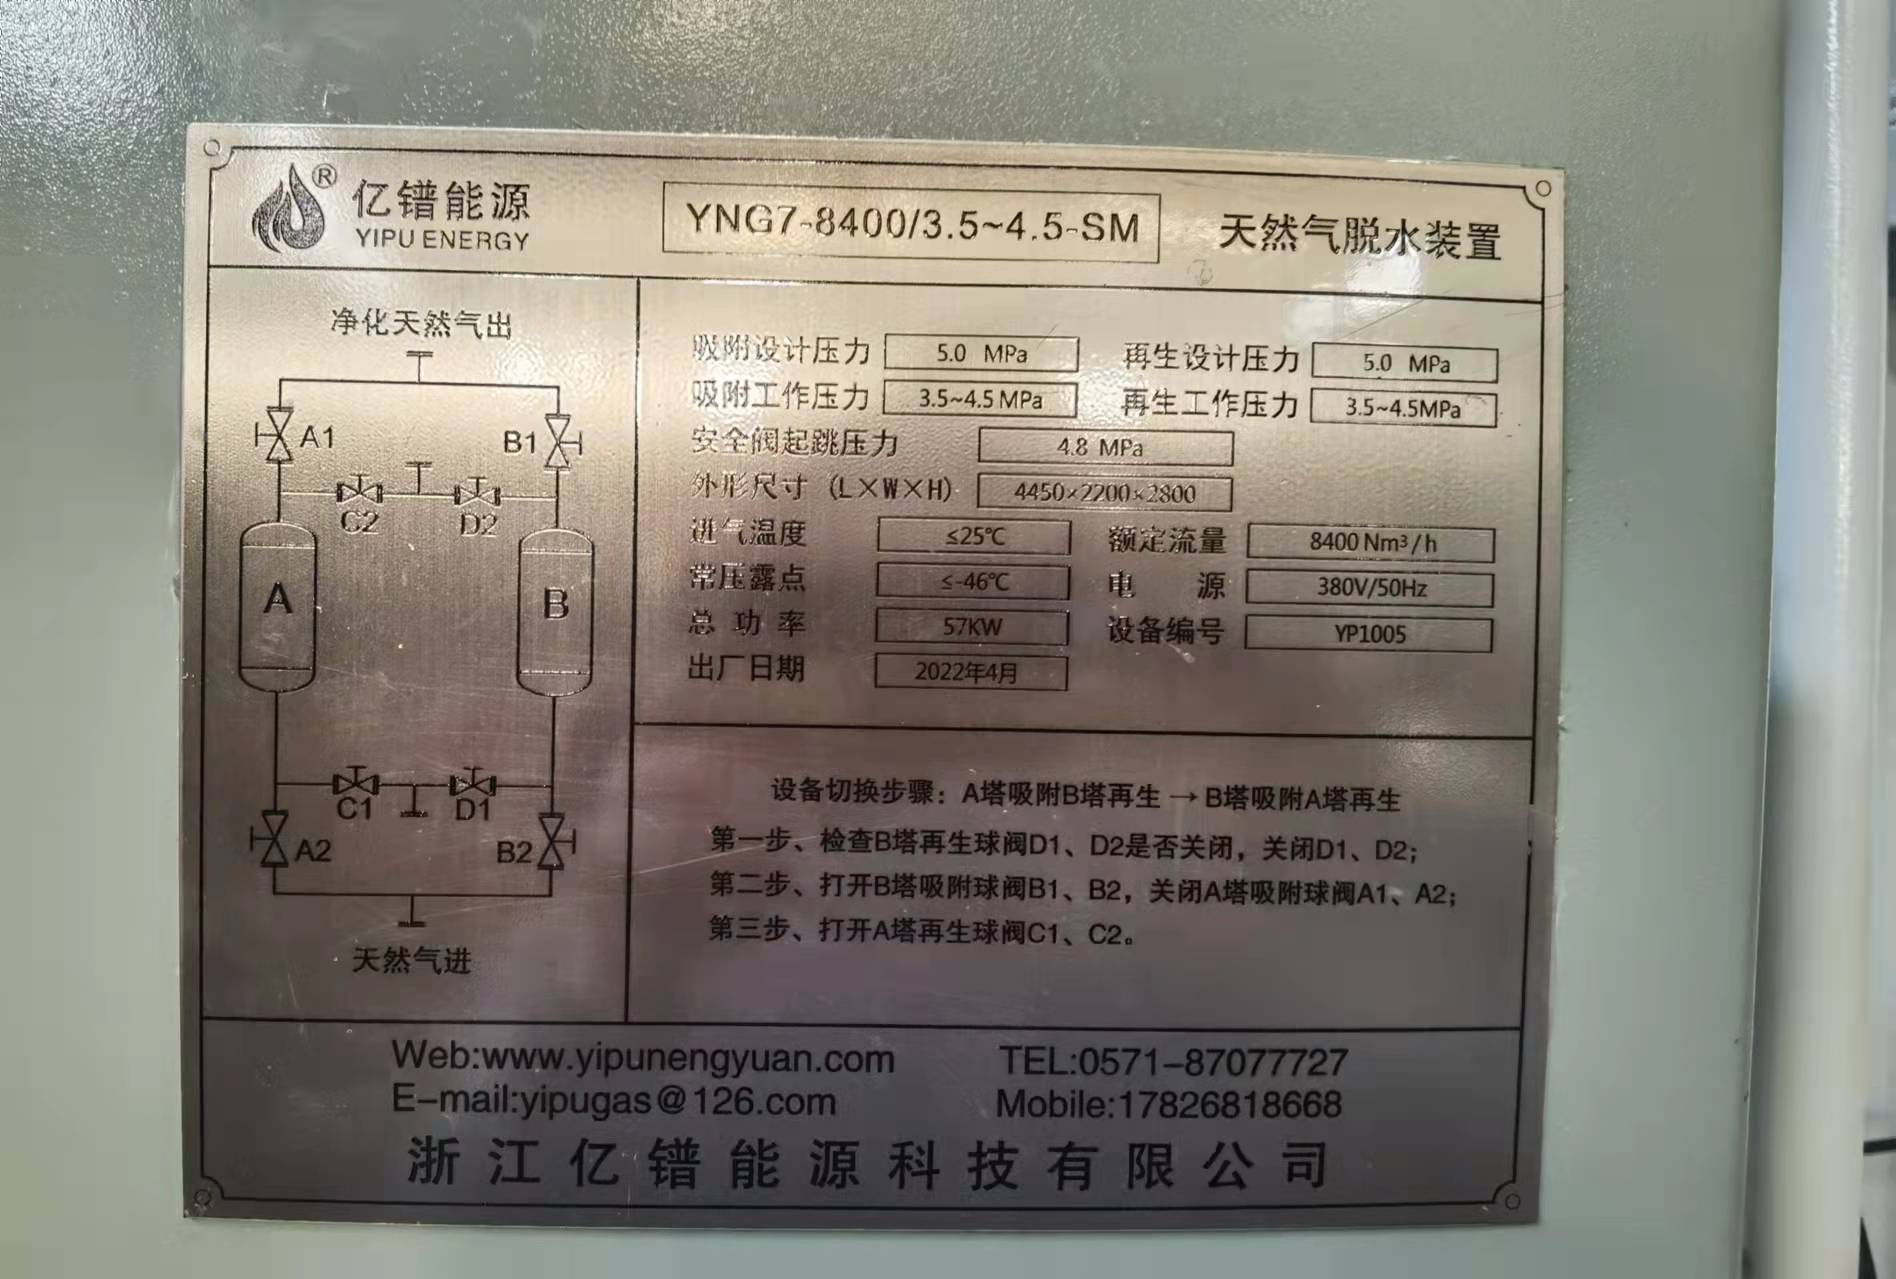 ® 亿镨能源
YIPU ENERGY
YNG7-8400/3.5~4.5-SM
天然气脱水装置
净化天然气出
A1
B1
C2
D2
A
B
C1
D1
A2
B2
天然气进
吸附设计压力 5.0 MPa 再生设计压力 5.0 MPa
吸附工作压力 3.5~4.5 MPa 再生工作压力 3.5~4.5MPa
安全阀起跳压力 4.8 MPa
外形尺寸 (L×W×H) 4450×2200×2800
进气温度 ≤25℃ 额定流量 8400 Nm³/h
常压露点 ≤-46℃ 电 源 380V/50Hz
总 功 率 57KW 设备编号 YP1005
出厂日期 2022年4月
设备切换步骤：A塔吸附B塔再生→B塔吸附A塔再生
第一步、检查B塔再生球阀D1、D2是否关闭，关闭D1、D2；
第二步、打开B塔吸附球阀B1、B2，关闭A塔吸附球阀A1、A2；
第三步、打开A塔再生球阀C1、C2。
Web:www.yipunengyuan.com TEL:0571-87077727
E-mail:yipugas@126.com Mobile:17826818668
浙江亿镨能源科技有限公司